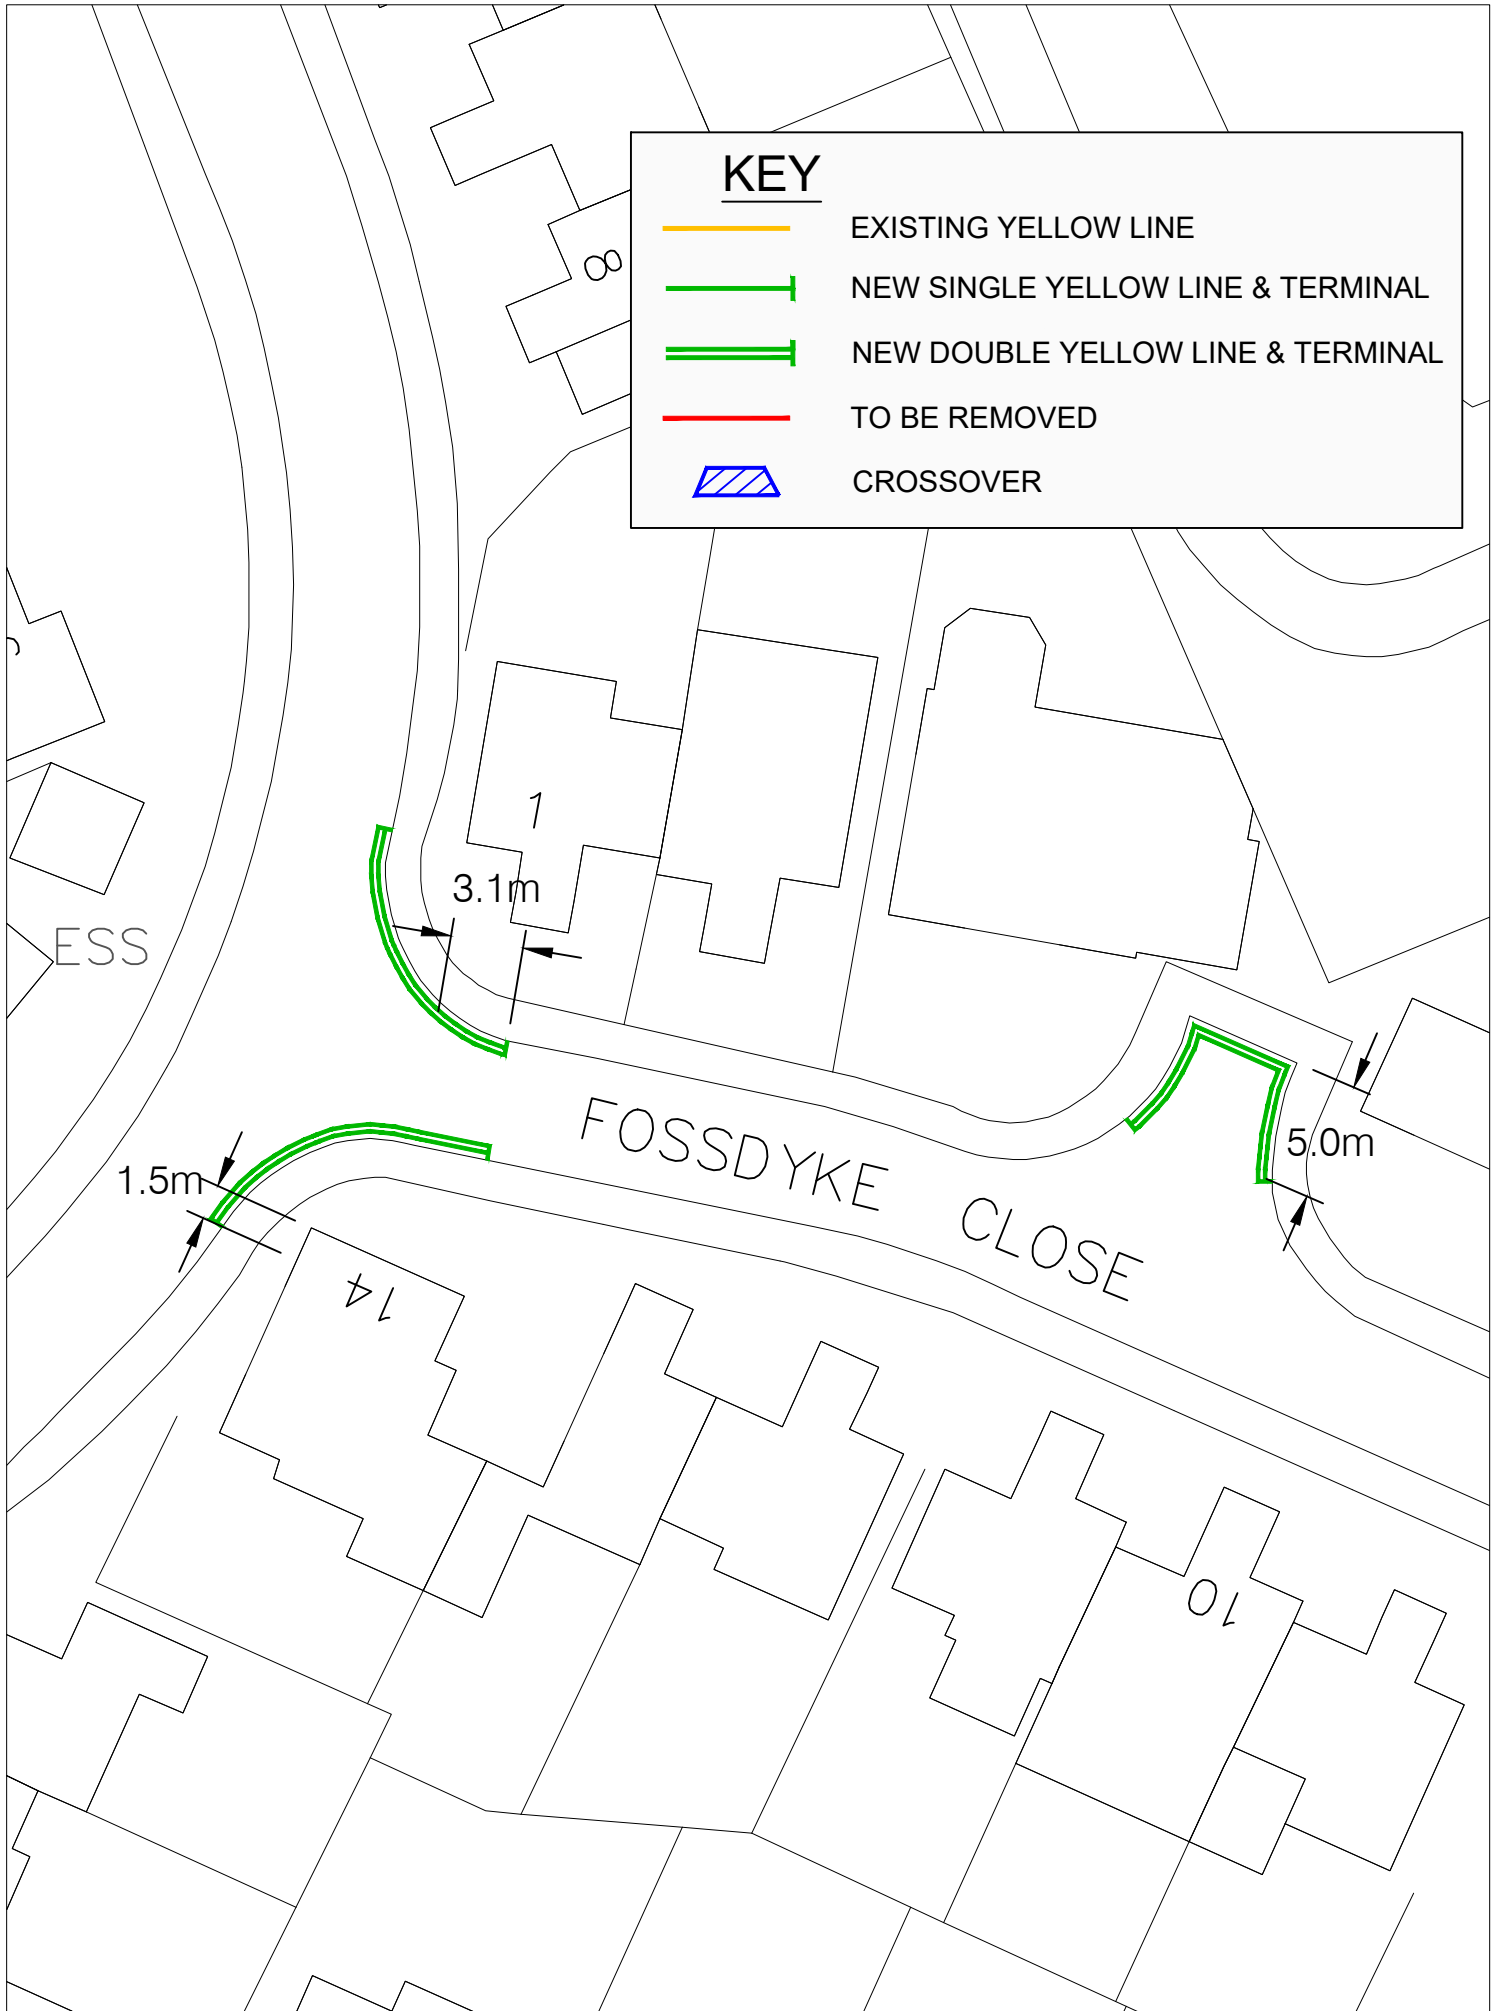 KEY
EXISTING YELLOW LINE
NEW SINGLE YELLOW LINE & TERMINAL
NEW DOUBLE YELLOW LINE & TERMINAL
TO BE REMOVED
CROSSOVER
8
1
3.1m
ESS
FOSSDYKE CLOSE
5.0m
1.5m
14
10